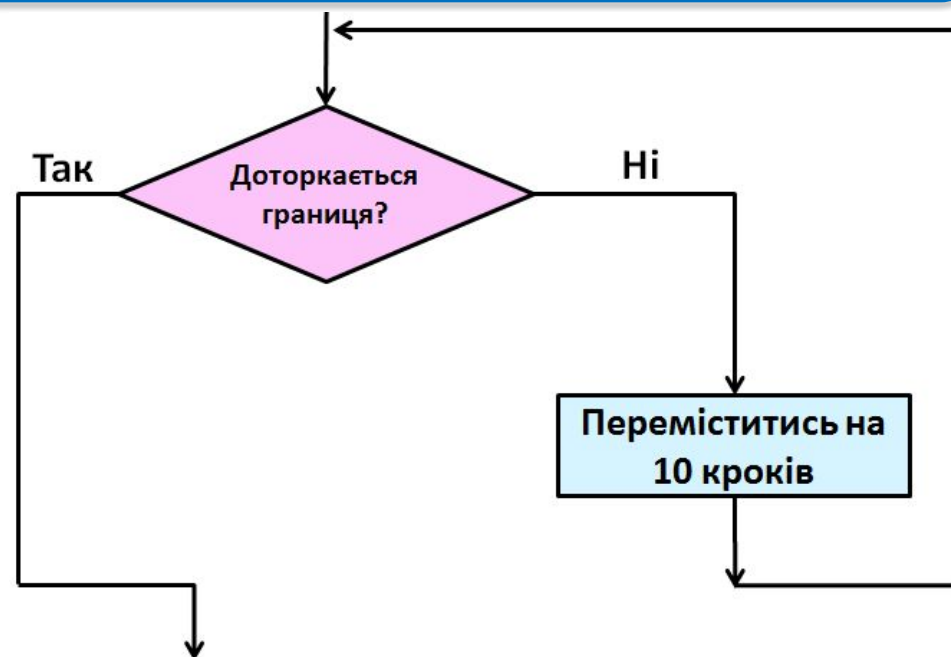 Так
Доторкається
границя?
Ні
Переміститись на
10 кроків